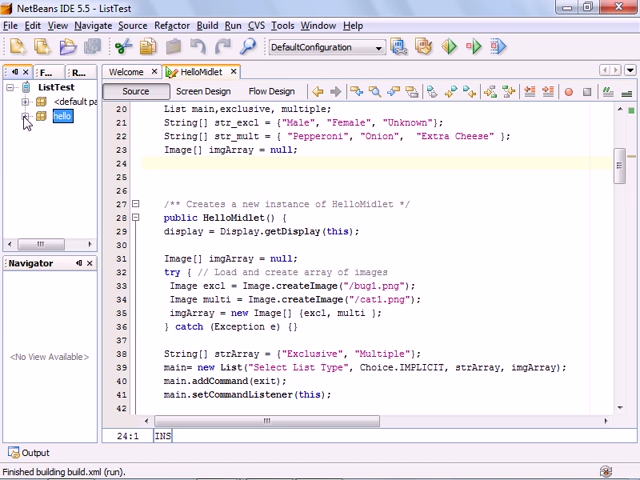 NetBeans IDE 5.5 - ListTest
File Edit View Navigate Source Refactor Build Run CVS Tools Window Help
DefaultConfiguration
F... R... Welcome HelloMidlet
Source Screen Design Flow Design
ListTest
<default pa
hello
Navigator
<No View Available>
20 List main,exclusive, multiple;
21 String[] str_excl = {"Male", "Female", "Unknown"};
22 String[] str_mult = { "Pepperoni", "Onion", "Extra Cheese" };
23 Image[] imgArray = null;
24
25
26
27 /** Creates a new instance of HelloMidlet */
28 public HelloMidlet() {
29 display = Display.getDisplay(this);
30
31 Image[] imgArray = null;
32 try { // Load and create array of images
33 Image excl = Image.createImage("/bug1.png");
34 Image multi = Image.createImage("/cat1.png");
35 imgArray = new Image[] {excl, multi };
36 } catch (Exception e) {}
37
38 String[] strArray = {"Exclusive", "Multiple"};
39 main= new List("Select List Type", Choice.IMPLICIT, strArray, imgArray);
40 main.addCommand(exit);
41 main.setCommandListener(this);
42
24:1 INS
Output
Finished building build.xml (run).